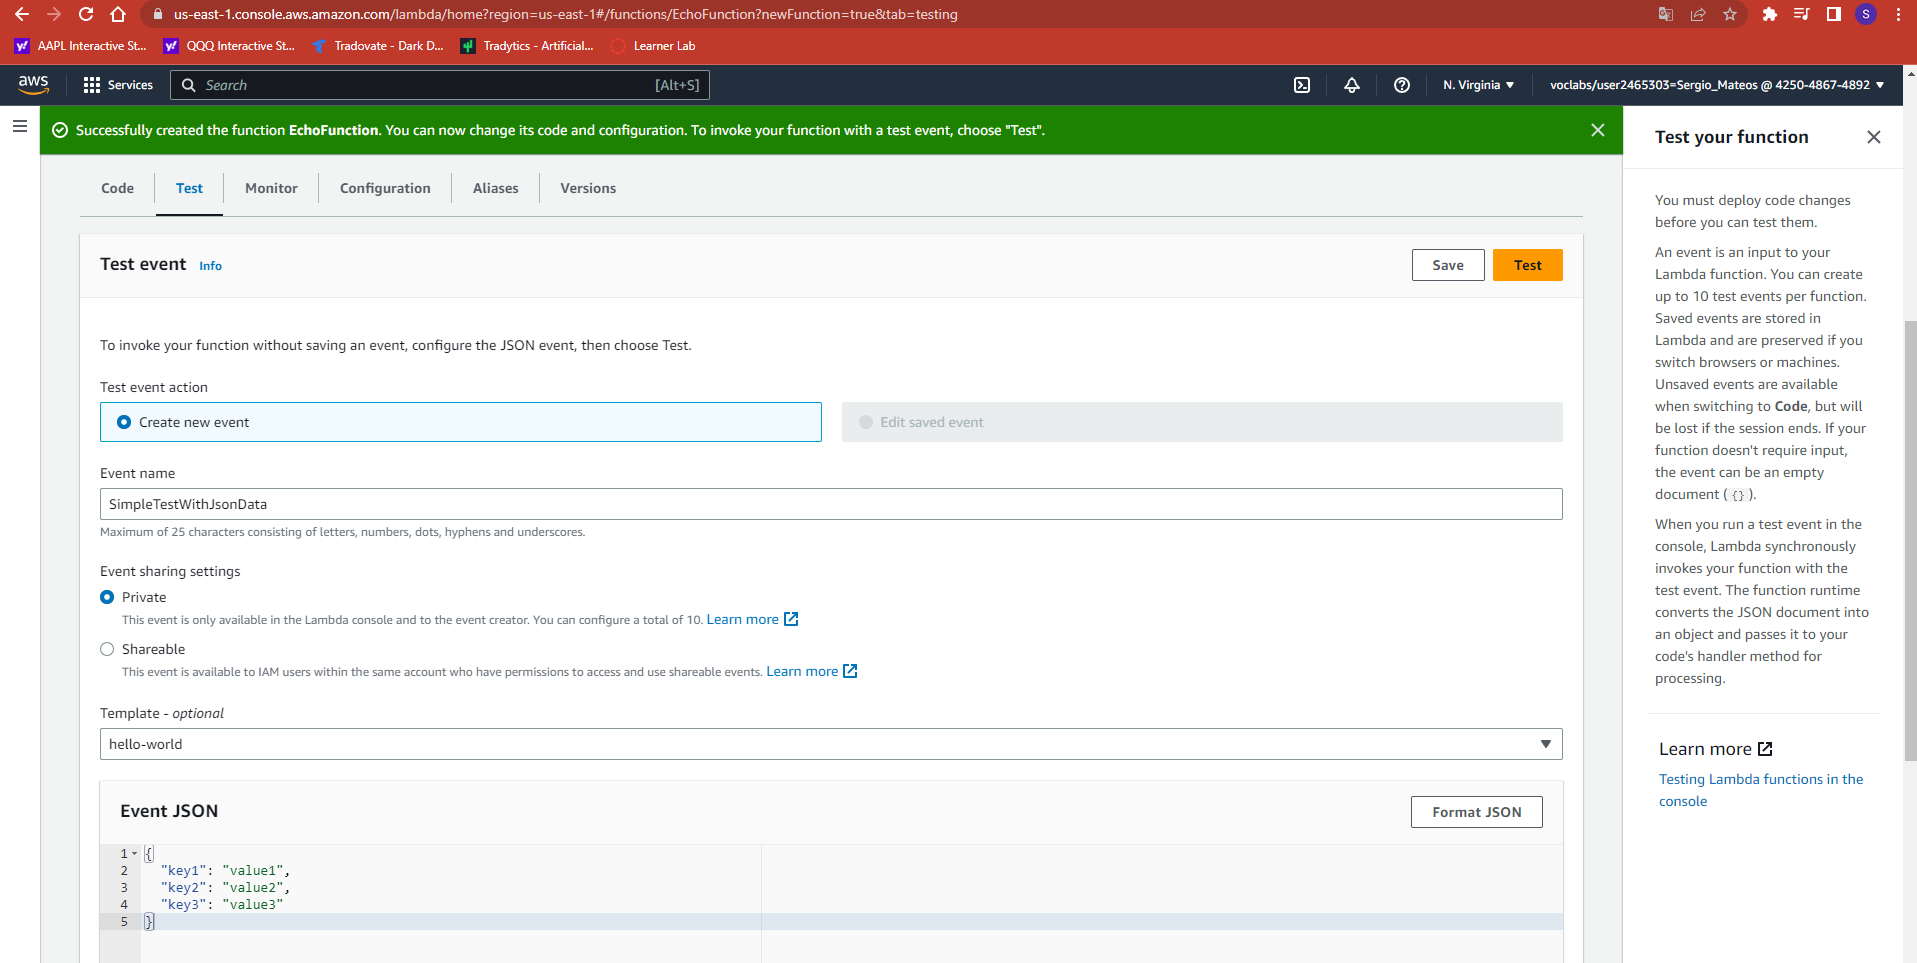 us-east-1.console.aws.amazon.com/lambda/home?region=us-east-1#/functions/EchoFunction?newFunction=true&tab=testing
S
AAPL Interactive St...
QQQ Interactive St...
Tradovate - Dark D...
Tradytics - Artificial...
Learner Lab
aws
Services
Search
[Alt+S]
N. Virginia
voclabs/user2465303=Sergio_Mateos @ 4250-4867-4892
Successfully created the function EchoFunction. You can now change its code and configuration. To invoke your function with a test event, choose "Test".
Code
Test
Monitor
Configuration
Aliases
Versions
Test event
Info
Save
Test
To invoke your function without saving an event, configure the JSON event, then choose Test.
Test event action
Create new event
Edit saved event
Event name
SimpleTestWithJsonData
Maximum of 25 characters consisting of letters, numbers, dots, hyphens and underscores.
Event sharing settings
Private
This event is only available in the Lambda console and to the event creator. You can configure a total of 10. Learn more
Shareable
This event is available to IAM users within the same account who have permissions to access and use shareable events. Learn more
Template - optional
hello-world
Event JSON
Format JSON
1 {
2 "key1": "value1",
3 "key2": "value2",
4 "key3": "value3"
5 }
Test your function
You must deploy code changes
before you can test them.
An event is an input to your
Lambda function. You can create
up to 10 test events per function.
Saved events are stored in
Lambda and are preserved if you
switch browsers or machines.
Unsaved events are available
when switching to Code, but will
be lost if the session ends. If your
function doesn't require input,
the event can be an empty
document ( {} ).
When you run a test event in the
console, Lambda synchronously
invokes your function with the
test event. The function runtime
converts the JSON document into
an object and passes it to your
code's handler method for
processing.
Learn more
Testing Lambda functions in the
console